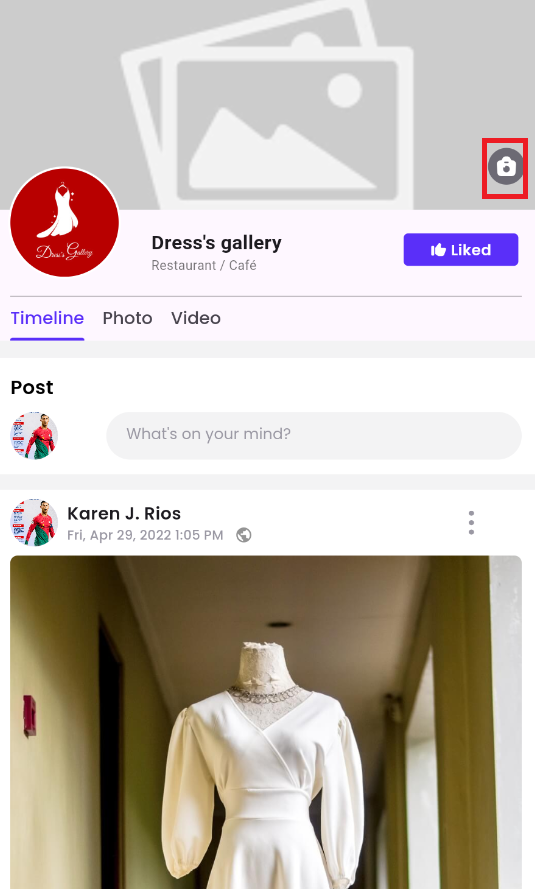 Dress's Gallery
Dress's gallery
Restaurant / Café
Liked
Timeline Photo Video
Post
What's on your mind?
Karen J. Rios
Fri, Apr 29, 2022 1:05 PM